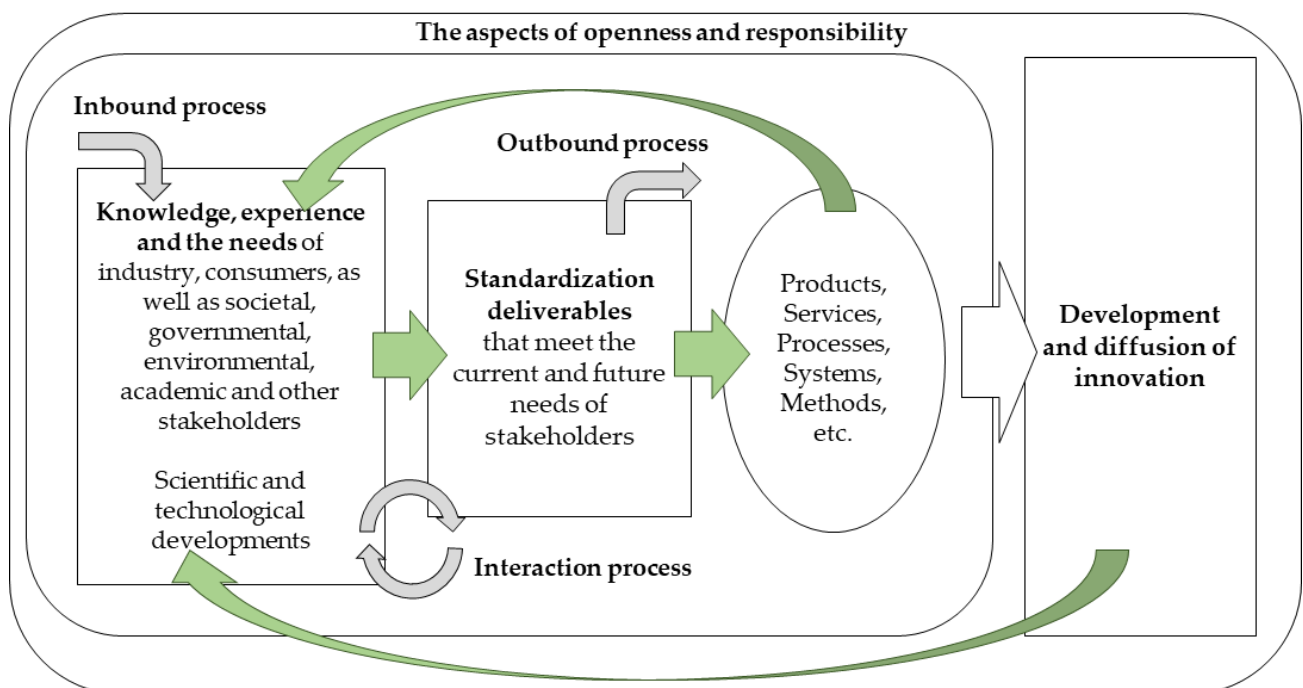 The aspects of openness and responsibility
Inbound process
Outbound process
Knowledge, experience
and the needs of
industry, consumers, as
well as societal,
governmental,
environmental,
academic and other
stakeholders
Scientific and
technological
developments
Standardization
deliverables
that meet the
current and future
needs of
stakeholders
Interaction process
Products,
Services,
Processes,
Systems,
Methods,
etc.
Development
and diffusion of
innovation